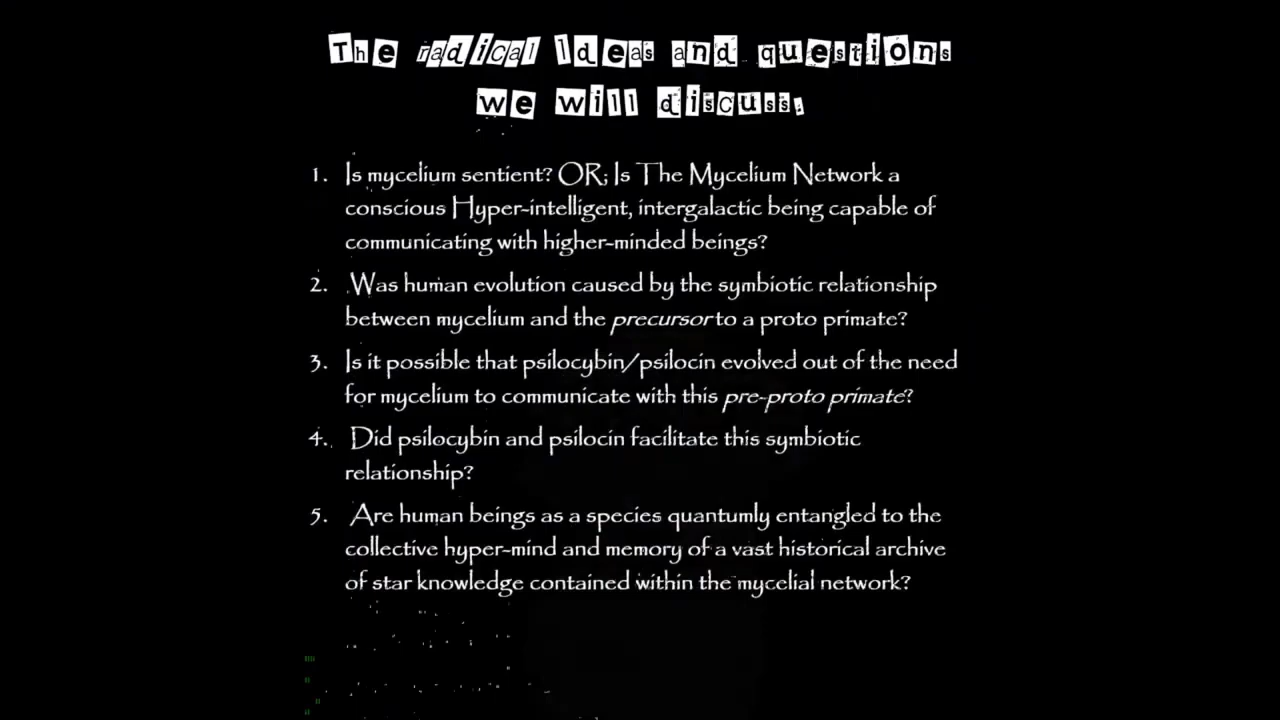 The radical Ideas and questions
we will discuss.
1. Is mycelium sentient? OR; Is The Mycelium Network a
conscious Hyper-intelligent, intergalactic being capable of
communicating with higher-minded beings?
2. Was human evolution caused by the symbiotic relationship
between mycelium and the precursor to a proto primate?
3. Is it possible that psilocybin/psilocin evolved out of the need
for mycelium to communicate with this pre-proto primate?
4. Did psilocybin and psilocin facilitate this symbiotic
relationship?
5. Are human beings as a species quantumly entangled to the
collective hyper-mind and memory of a vast historical archive
of star knowledge contained within the mycelial network?